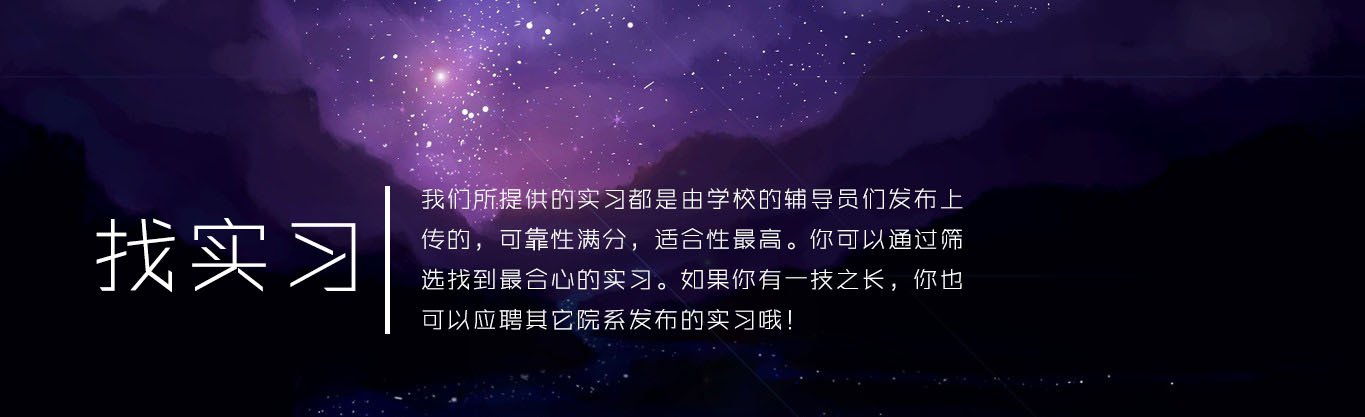 找实习
我们所提供的实习都是由学校的辅导员们发布上
传的，可靠性满分，适合性最高。你可以通过筛
选找到最合心的实习。如果你有一技之长，你也
可以应聘其它院系发布的实习哦！